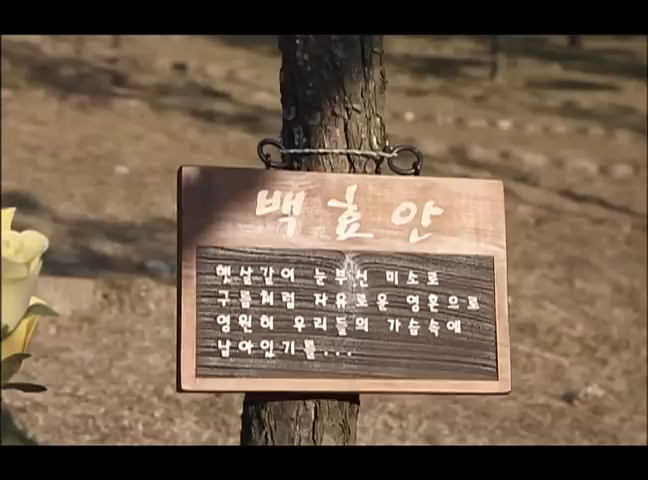 백효안
햇살같여 눈부신 미소로
구름처럼 자유로운 영혼으로
영원히 우리들의 가슴속에
남아있기를...